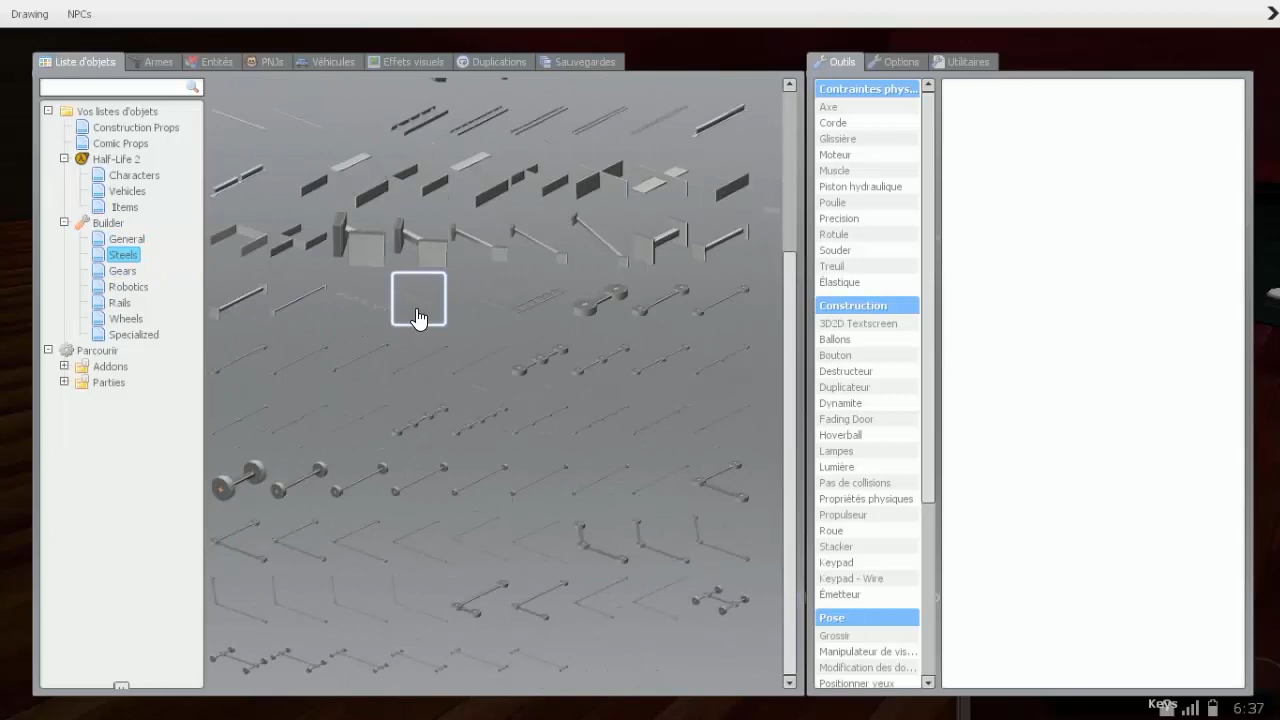 Drawing NPCs
Liste d'objets Armes Entités PNJs Véhicules Effets visuels Duplications Sauvegardes
Vos listes d'objets
Construction Props
Comic Props
Half-Life 2
Characters
Vehicles
Items
Builder
General
Steels
Gears
Robotics
Rails
Wheels
Specialized
Parcourir
Addons
Parties
Outils Options Utilitaires
Contraintes phys...
Axe
Corde
Glissière
Moteur
Muscle
Piston hydraulique
Poulie
Precision
Rotule
Souder
Treuil
Élastique
Construction
3D2D Textscreen
Ballons
Bouton
Destructeur
Duplicateur
Dynamite
Fading Door
Hoverball
Lampes
Lumière
Pas de collisions
Propriétés physiques
Propulseur
Roue
Stacker
Keypad
Keypad - Wire
Émetteur
Pose
Grossir
Manipulateur de vis...
Modification des do...
Positionner yeux
Keys
6:37